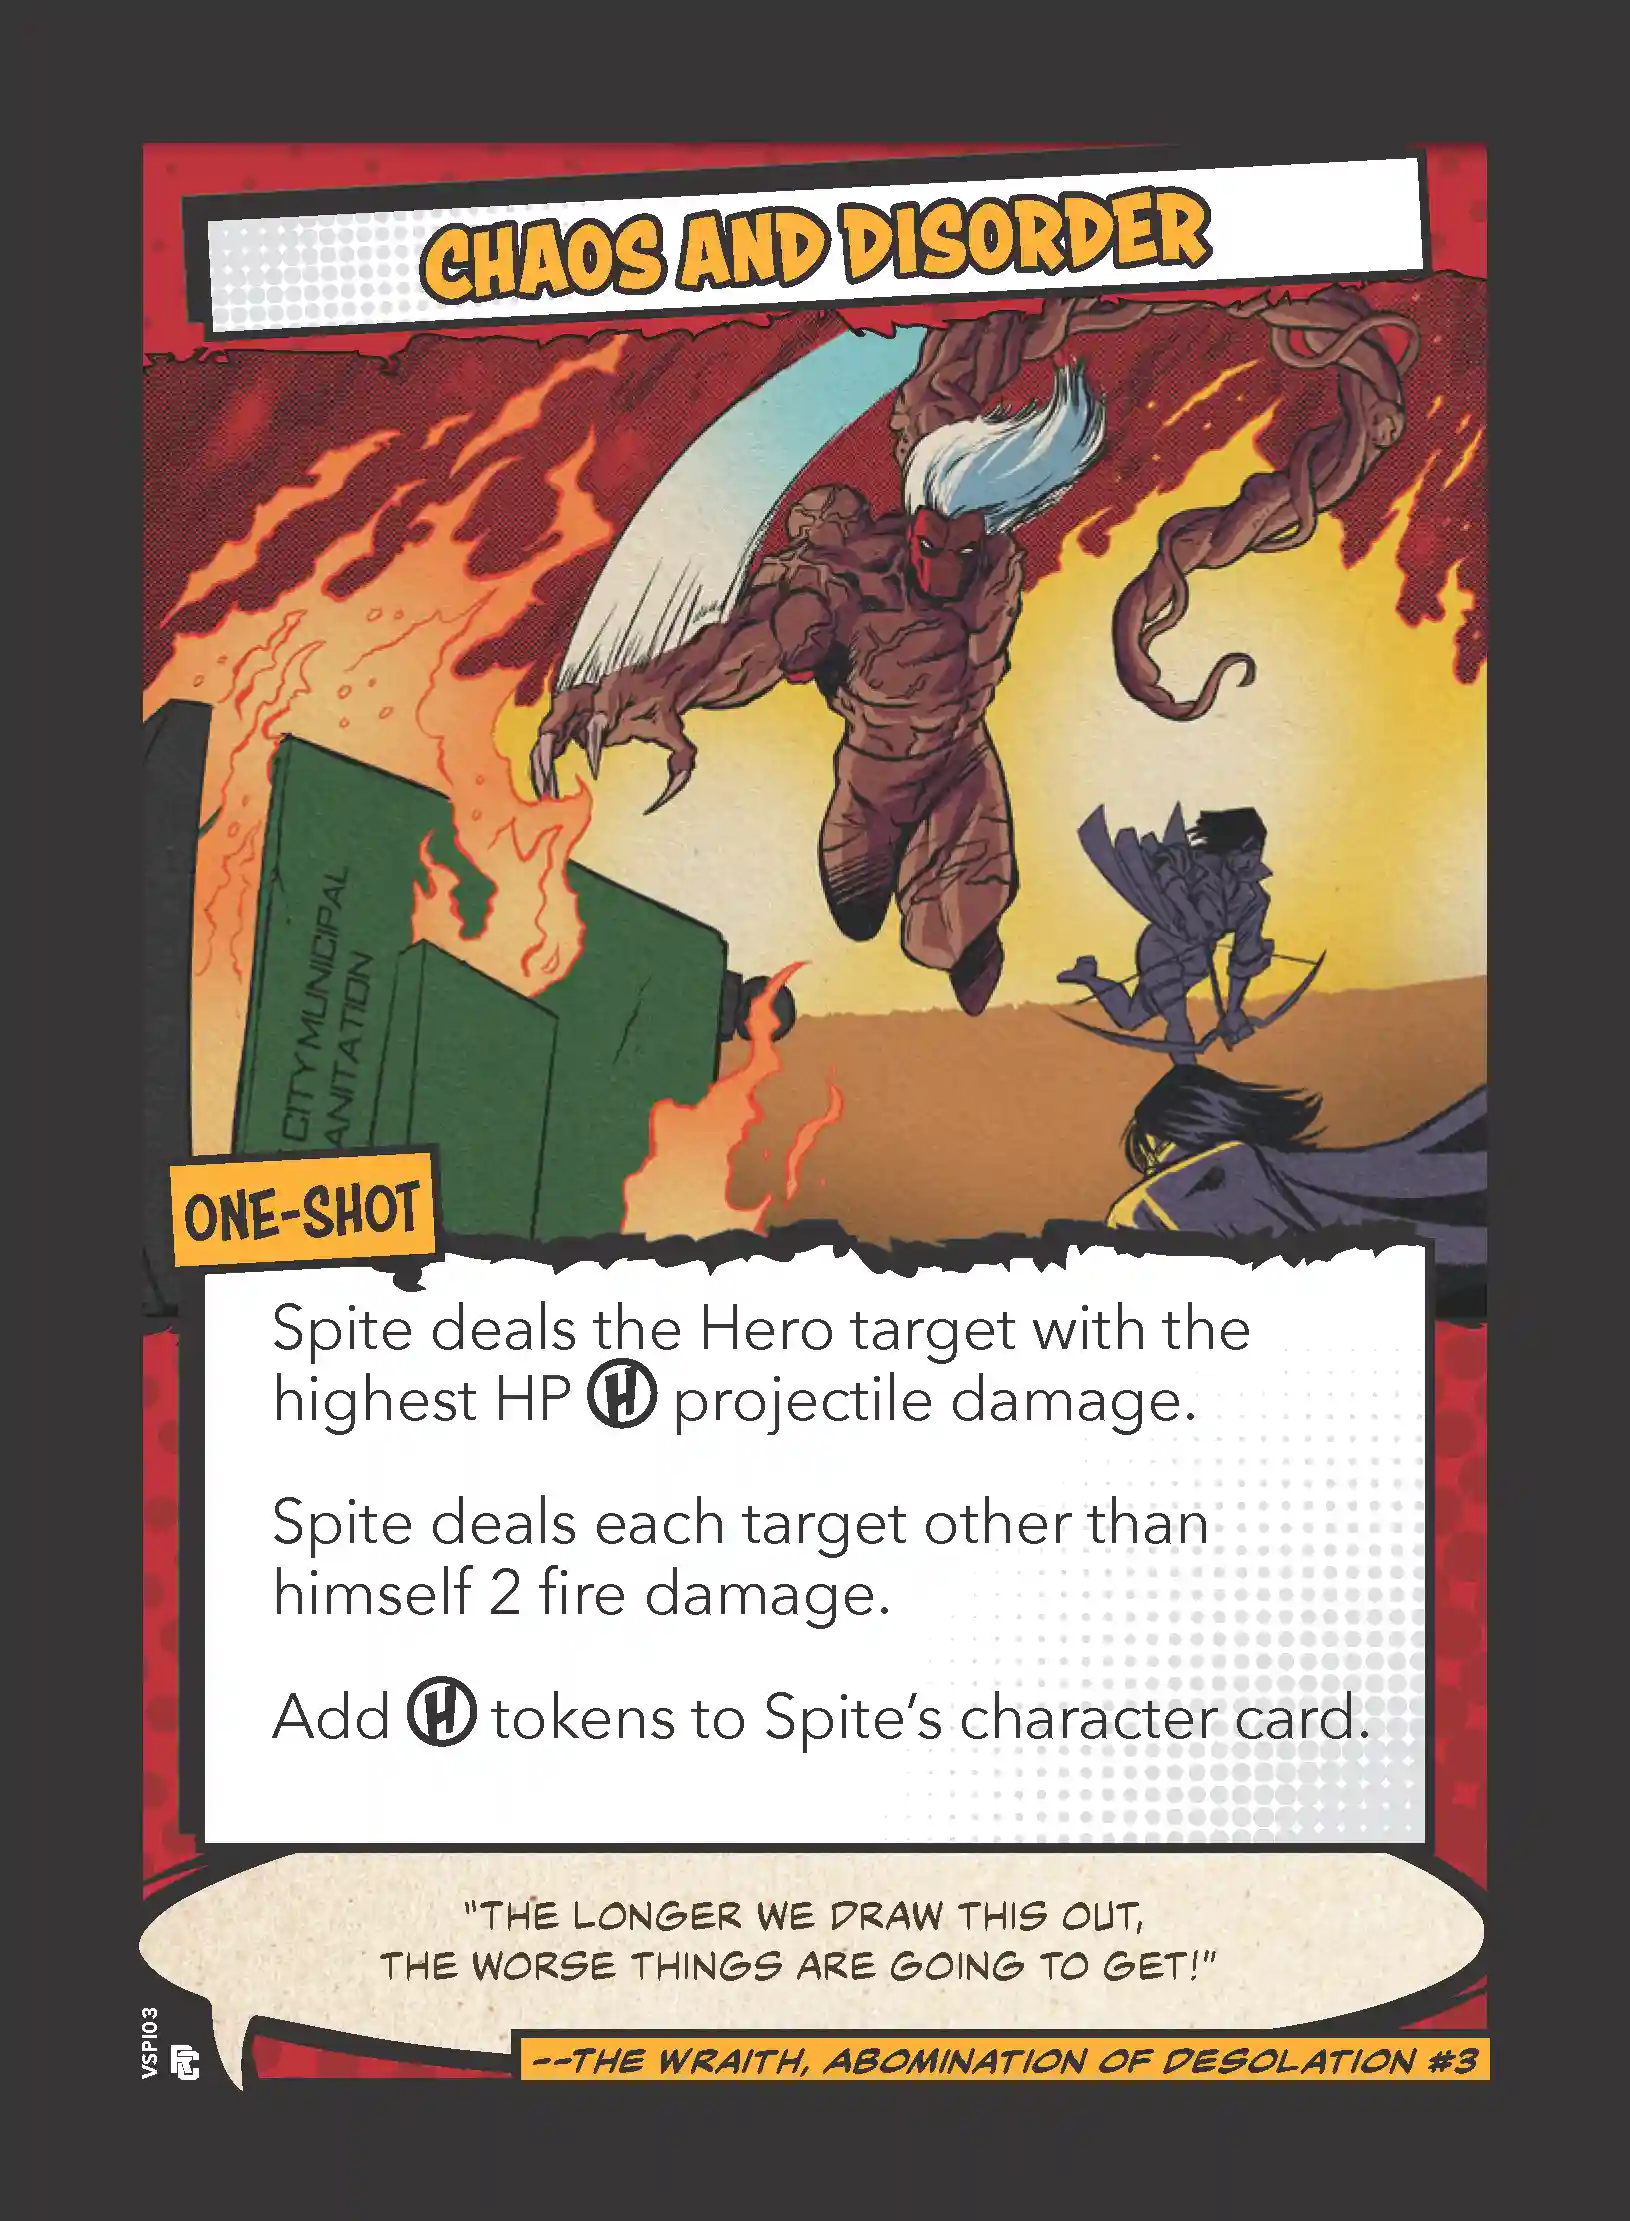 CHAOS AND DISORDER
CITY MUNICIPAL
ANITATION
ONE-SHOT
Spite deals the Hero target with the
highest HP Ⓗ projectile damage.
Spite deals each target other than
himself 2 fire damage.
Add Ⓗ tokens to Spite’s character card.
"THE LONGER WE DRAW THIS OUT,
THE WORSE THINGS ARE GOING TO GET!"
--THE WRAITH, ABOMINATION OF DESOLATION #3
VSPI03